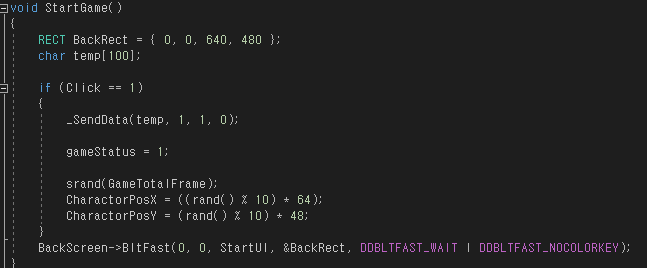 void StartGame()
{
RECT BackRect = { 0, 0, 640, 480 };
char temp[100];
if (Click == 1)
{
_SendData(temp, 1, 1, 0);
gameStatus = 1;
srand(GameTotalFrame);
CharactorPosX = ((rand() % 10) * 64);
CharactorPosY = (rand() % 10) * 48;
}
BackScreen->BltFast(0, 0, StartUI, &BackRect, DDBLTFAST_WAIT | DDBLTFAST_NOCOLORKEY);
}